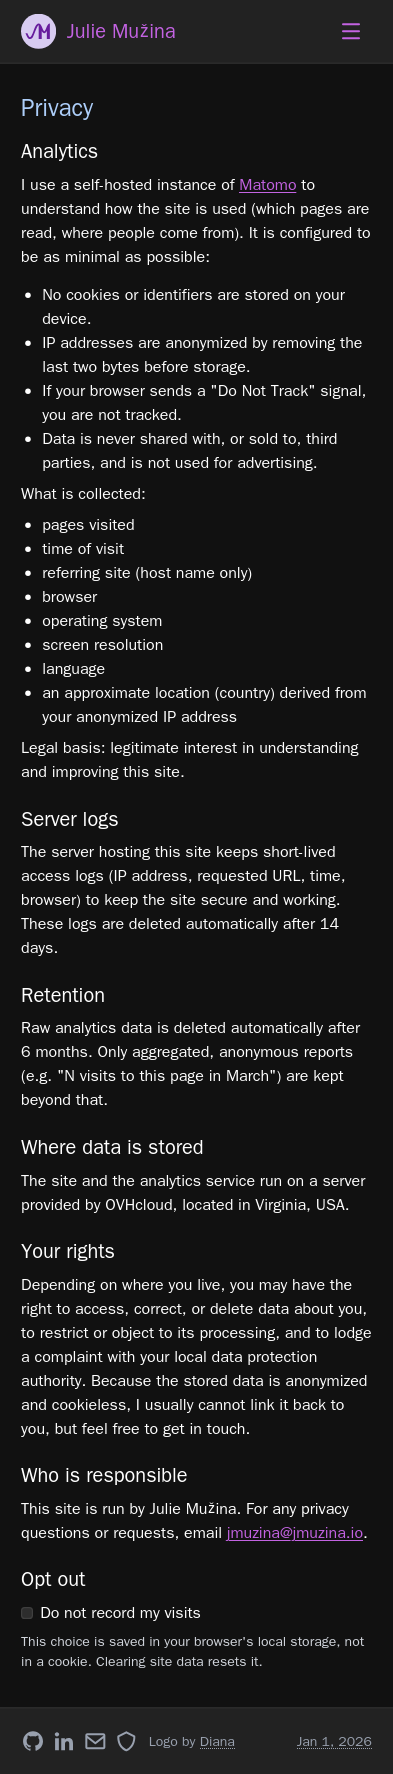 JM Julie Mužina
Privacy
Analytics
I use a self-hosted instance of Matomo to
understand how the site is used (which pages are
read, where people come from). It is configured to
be as minimal as possible:
• No cookies or identifiers are stored on your
device.
• IP addresses are anonymized by removing the
last two bytes before storage.
• If your browser sends a "Do Not Track" signal,
you are not tracked.
• Data is never shared with, or sold to, third
parties, and is not used for advertising.
What is collected:
• pages visited
• time of visit
• referring site (host name only)
• browser
• operating system
• screen resolution
• language
• an approximate location (country) derived from
your anonymized IP address
Legal basis: legitimate interest in understanding
and improving this site.
Server logs
The server hosting this site keeps short-lived
access logs (IP address, requested URL, time,
browser) to keep the site secure and working.
These logs are deleted automatically after 14
days.
Retention
Raw analytics data is deleted automatically after
6 months. Only aggregated, anonymous reports
(e.g. "N visits to this page in March") are kept
beyond that.
Where data is stored
The site and the analytics service run on a server
provided by OVHcloud, located in Virginia, USA.
Your rights
Depending on where you live, you may have the
right to access, correct, or delete data about you,
to restrict or object to its processing, and to lodge
a complaint with your local data protection
authority. Because the stored data is anonymized
and cookieless, I usually cannot link it back to
you, but feel free to get in touch.
Who is responsible
This site is run by Julie Mužina. For any privacy
questions or requests, email jmuzina@jmuzina.io.
Opt out
Do not record my visits
This choice is saved in your browser's local storage, not
in a cookie. Clearing site data resets it.
in Logo by Diana Jan 1, 2026